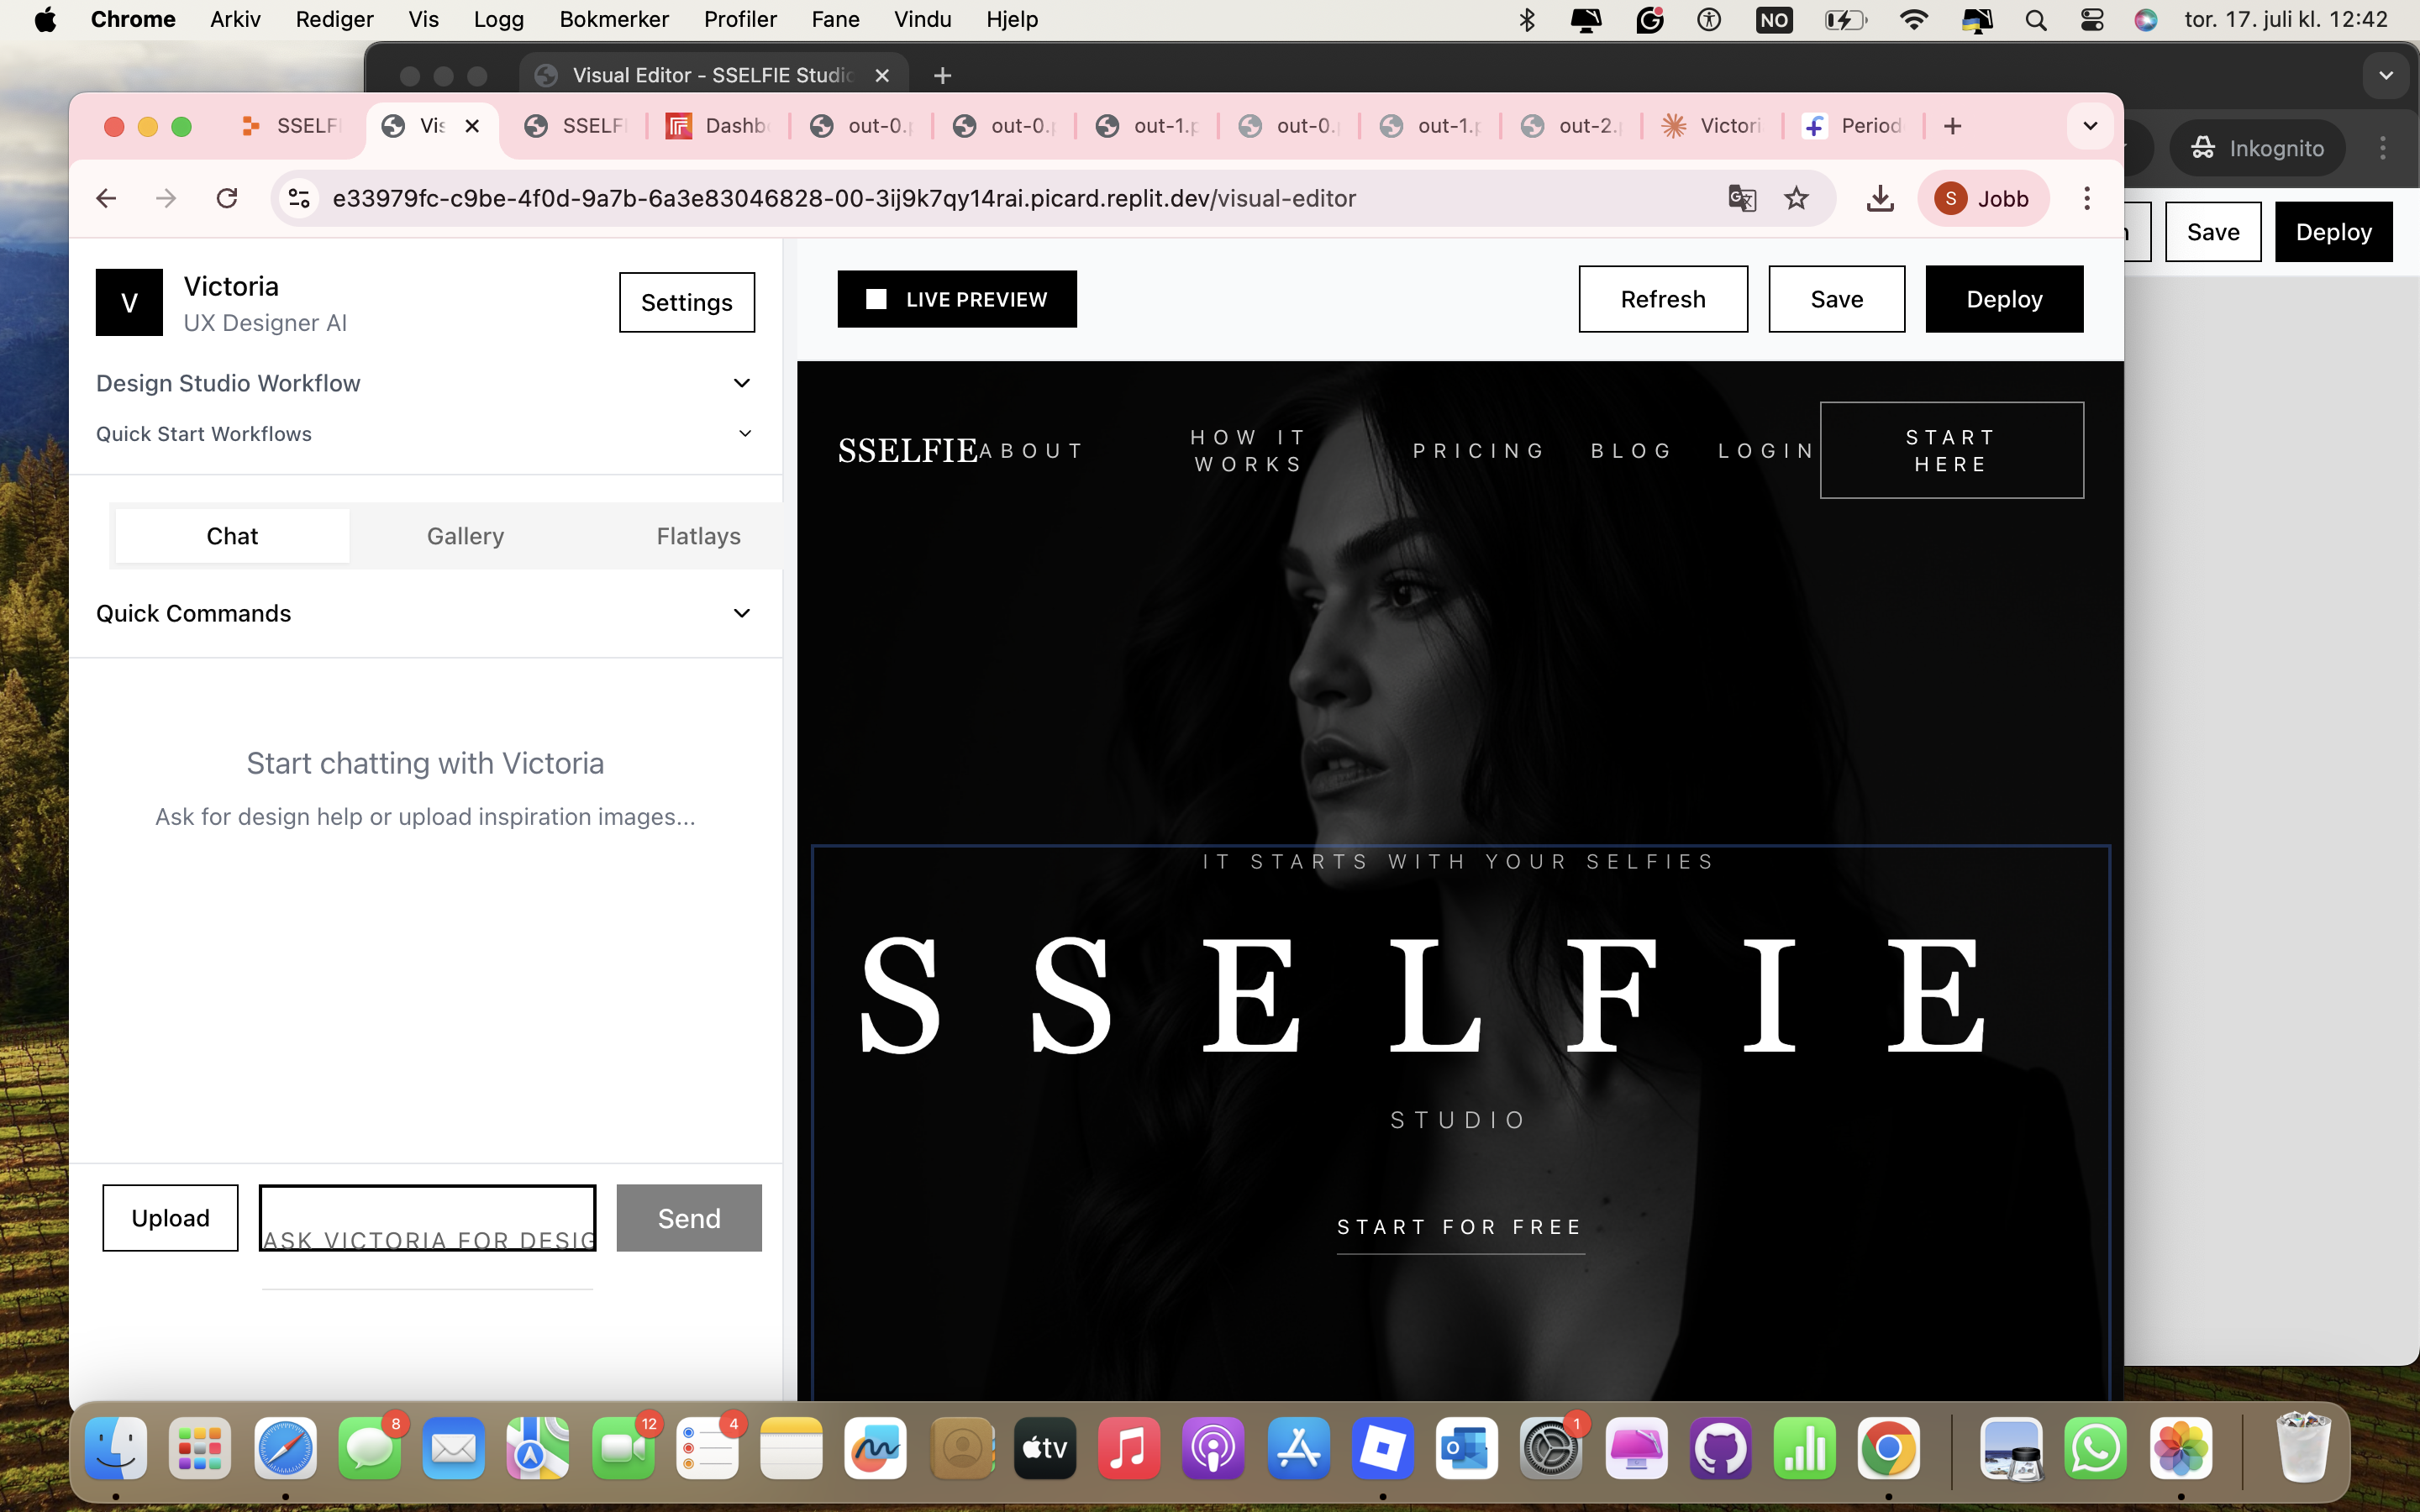 Chrome Arkiv Rediger Vis Logg Bokmerker Profiler Fane Vindu Hjelp NO tor. 17. juli kl. 12:42
Visual Editor - SSELFIE Studio
SSELFI Vis SSELFI Dashbo out-0.p out-0.p out-1.p out-0. out-1.p out-2. Victori Period
Inkognito
e33979fc-c9be-4f0d-9a7b-6a3e83046828-00-3ij9k7qy14rai.picard.replit.dev/visual-editor
S Jobb
Save Deploy
V
Victoria
UX Designer AI
Settings
LIVE PREVIEW
Refresh Save Deploy
Design Studio Workflow
Quick Start Workflows
Chat Gallery Flatlays
Quick Commands
Start chatting with Victoria
Ask for design help or upload inspiration images...
Upload
ASK VICTORIA FOR DESIG
Send
SSELFIE
ABOUT
HOW IT
WORKS
PRICING BLOG LOGIN
START
HERE
IT STARTS WITH YOUR SELFIES
SSELFIE
STUDIO
START FOR FREE
8 12 4 tv 1